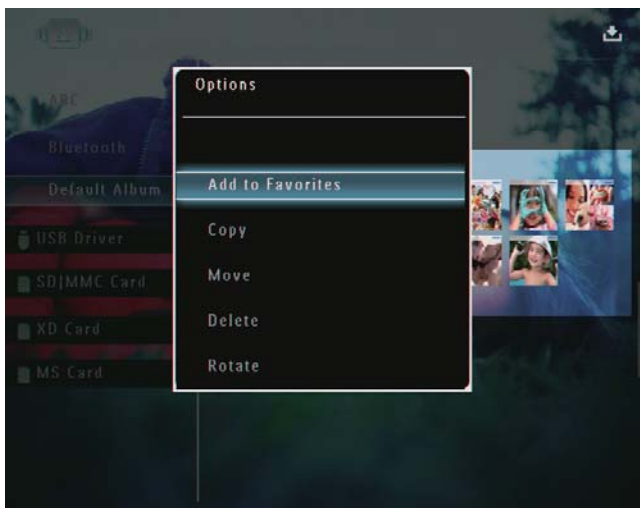 Options
Add to Favorites
Copy
Move
Delete
Rotate
ABC
Bluetooth
Default Album
USB Driver
SD|MMC Card
XD Card
MS Card